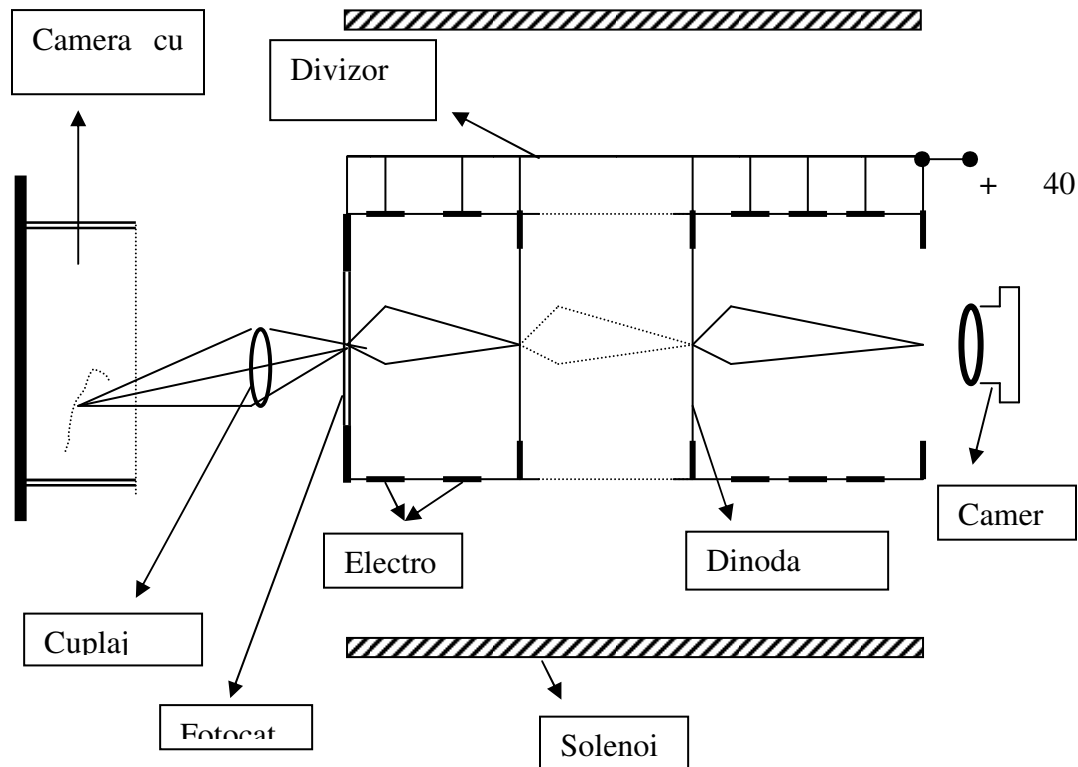 Camera cu
Divizor
+ 40
Camer
Electro
Dinoda
Cuplaj
Fotocat
Solenoi